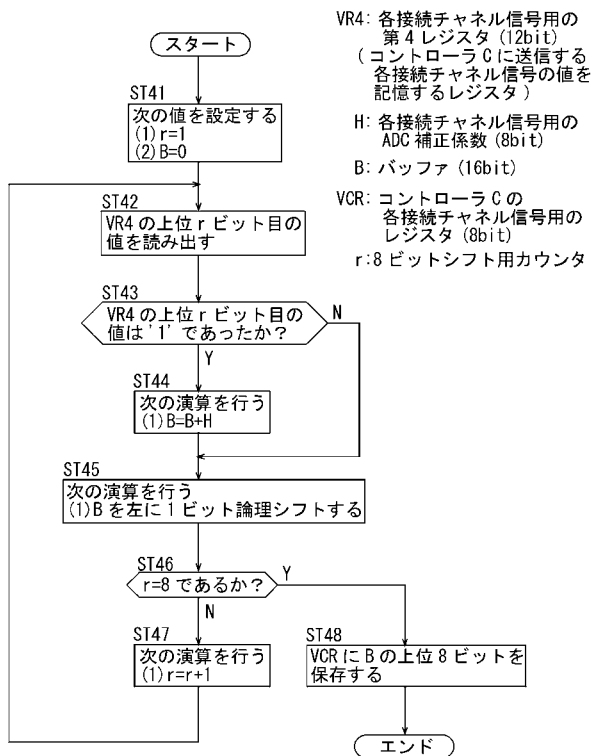 スタート
ST41
次の値を設定する
(1) r=1
(2) B=0
ST42
VR4 の上位 r ビット目の
値を読み出す
ST43
VR4 の上位 r ビット目の
値は '1' であったか?
N
Y
ST44
次の演算を行う
(1) B=B+H
ST45
次の演算を行う
(1) B を左に 1 ビット論理シフトする
ST46
r=8 であるか?
Y
N
ST47
次の演算を行う
(1) r=r+1
ST48
VCR に B の上位 8 ビットを
保存する
エンド
VR4: 各接続チャネル信号用の
第 4 レジスタ (12bit)
( コントローラ C に送信する
各接続チャネル信号の値を
記憶するレジスタ )
H: 各接続チャネル信号用の
ADC 補正係数 (8bit)
B: バッファ (16bit)
VCR: コントローラ C の
各接続チャネル信号用の
レジスタ (8bit)
r:8 ビットシフト用カウンタ